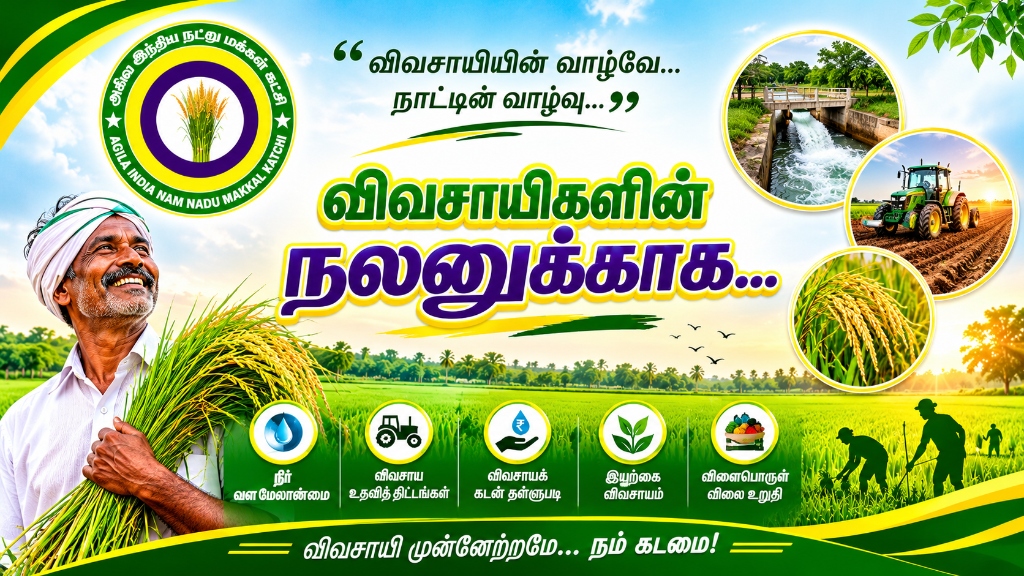 அகில இந்திய நட்து மக்கள் கட்சி
AGILA INDIA NAM NADU MAKKAL KATCHI
“விவசாயியின் வாழ்வே...
நாட்டின் வாழ்வு...”
விவசாயிகளின்
நலனுக்காக...
நீர்
வள மேலான்மை
விவசாய
உதவித் திட்டங்கள்
விவசாயக்
கடன் தள்ளுபடி
இயற்கை
விவசாயம்
விளைபொருள்
விலை உறுதி
விவசாயி முன்னேற்றமே... நம் கடமை!